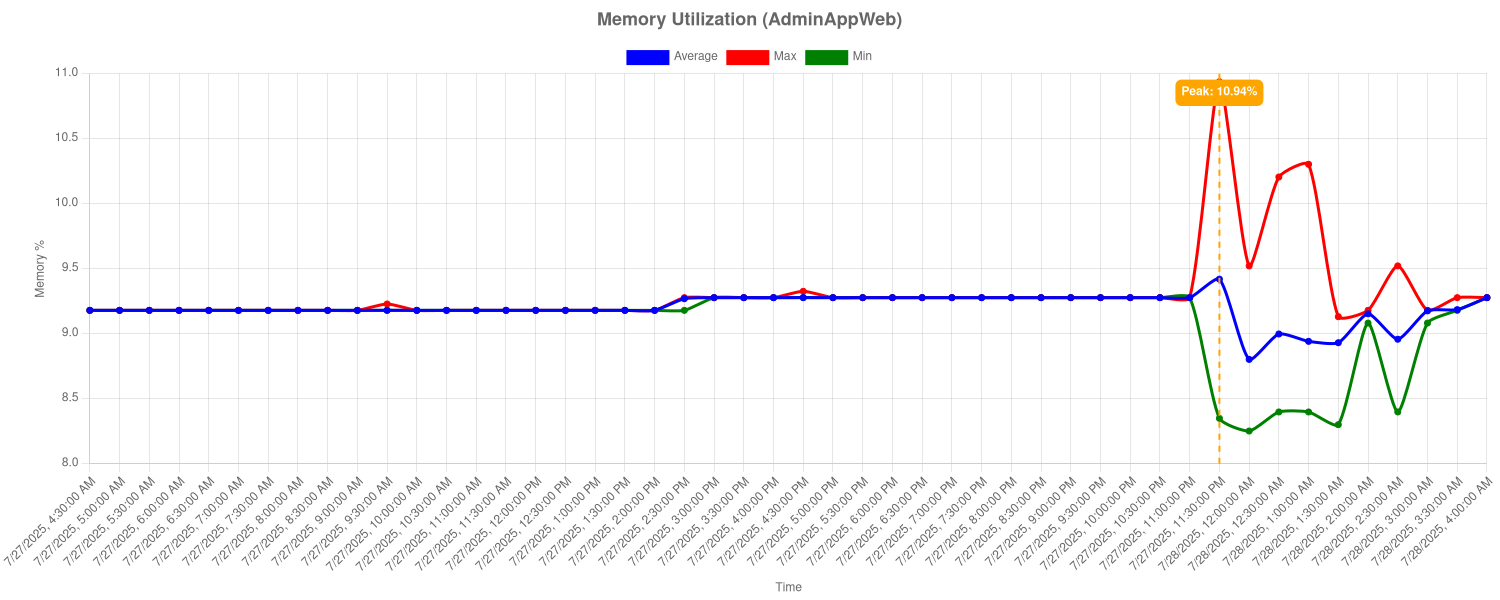 Memory Utilization (AdminAppWeb)
Average Max Min
11.0
Peak: 10.94%
10.5
10.0
9.5
9.0
8.5
8.0
Memory %
7/27/2025, 4:30:00 AM
7/27/2025, 5:00:00 AM
7/27/2025, 5:30:00 AM
7/27/2025, 6:00:00 AM
7/27/2025, 6:30:00 AM
7/27/2025, 7:00:00 AM
7/27/2025, 7:30:00 AM
7/27/2025, 8:00:00 AM
7/27/2025, 8:30:00 AM
7/27/2025, 9:00:00 AM
7/27/2025, 9:30:00 AM
7/27/2025, 10:00:00 AM
7/27/2025, 10:30:00 AM
7/27/2025, 11:00:00 AM
7/27/2025, 11:30:00 AM
7/27/2025, 12:00:00 PM
7/27/2025, 12:30:00 PM
7/27/2025, 1:00:00 PM
7/27/2025, 1:30:00 PM
7/27/2025, 2:00:00 PM
7/27/2025, 2:30:00 PM
7/27/2025, 3:00:00 PM
7/27/2025, 3:30:00 PM
7/27/2025, 4:00:00 PM
7/27/2025, 4:30:00 PM
7/27/2025, 5:00:00 PM
7/27/2025, 5:30:00 PM
7/27/2025, 6:00:00 PM
7/27/2025, 6:30:00 PM
7/27/2025, 7:00:00 PM
7/27/2025, 7:30:00 PM
7/27/2025, 8:00:00 PM
7/27/2025, 8:30:00 PM
7/27/2025, 9:00:00 PM
7/27/2025, 9:30:00 PM
7/27/2025, 10:00:00 PM
7/27/2025, 10:30:00 PM
7/27/2025, 11:00:00 PM
7/27/2025, 11:30:00 PM
7/28/2025, 12:00:00 AM
7/28/2025, 12:30:00 AM
7/28/2025, 1:00:00 AM
7/28/2025, 1:30:00 AM
7/28/2025, 2:00:00 AM
7/28/2025, 2:30:00 AM
7/28/2025, 3:00:00 AM
7/28/2025, 3:30:00 AM
7/28/2025, 4:00:00 AM
Time